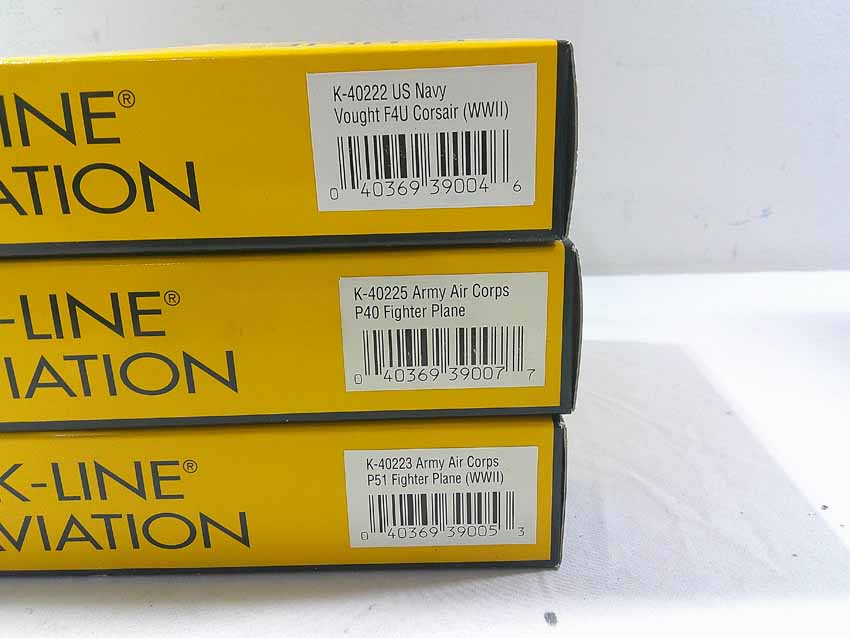 INE®
ATION
K-40222 US Navy
Vought F4U Corsair (WWII)
0 40369 39004 6
-LINE®
IATION
K-40225 Army Air Corps
P40 Fighter Plane
0 40369 39007 7
K-LINE®
VIATION
K-40223 Army Air Corps
P51 Fighter Plane (WWII)
0 40369 39005 3